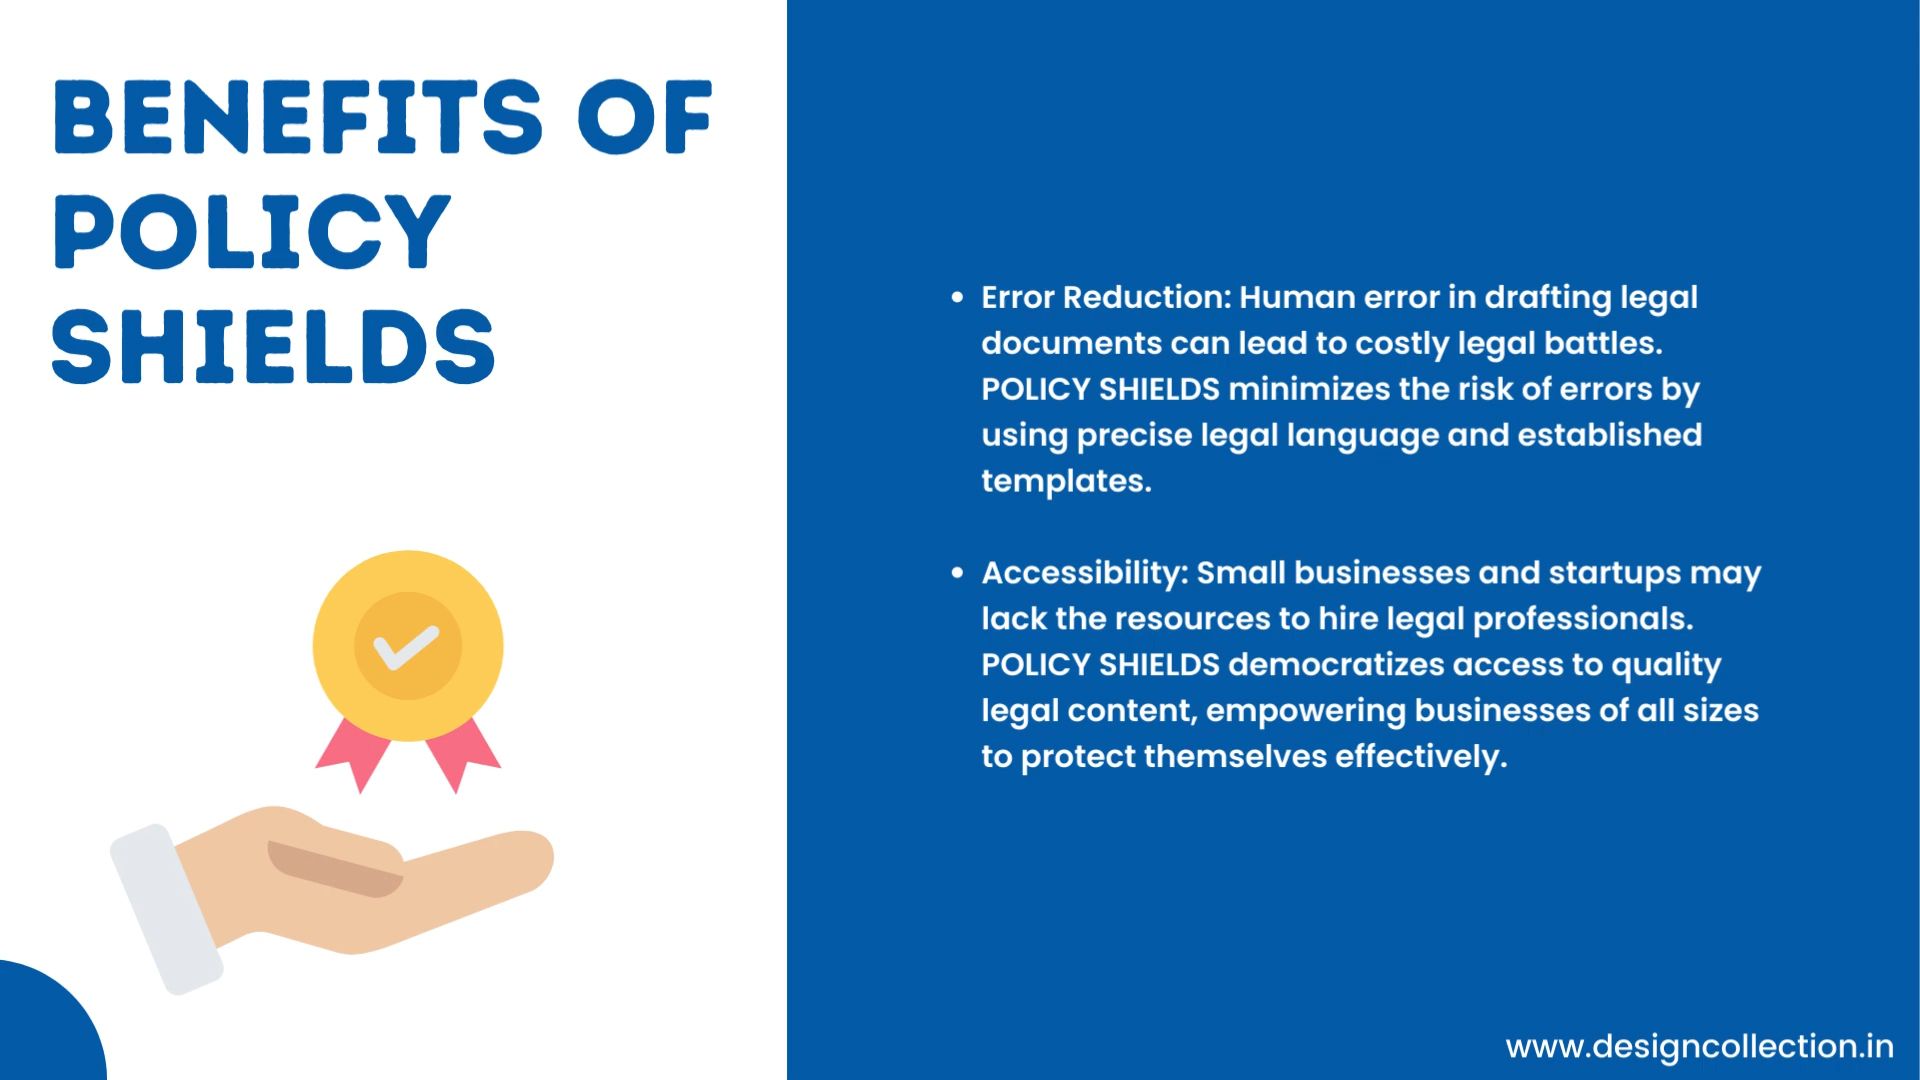 BENEFITS OF
POLICY
SHIELDS
• Error Reduction: Human error in drafting legal
documents can lead to costly legal battles.
POLICY SHIELDS minimizes the risk of errors by
using precise legal language and established
templates.
• Accessibility: Small businesses and startups may
lack the resources to hire legal professionals.
POLICY SHIELDS democratizes access to quality
legal content, empowering businesses of all sizes
to protect themselves effectively.
www.designcollection.in